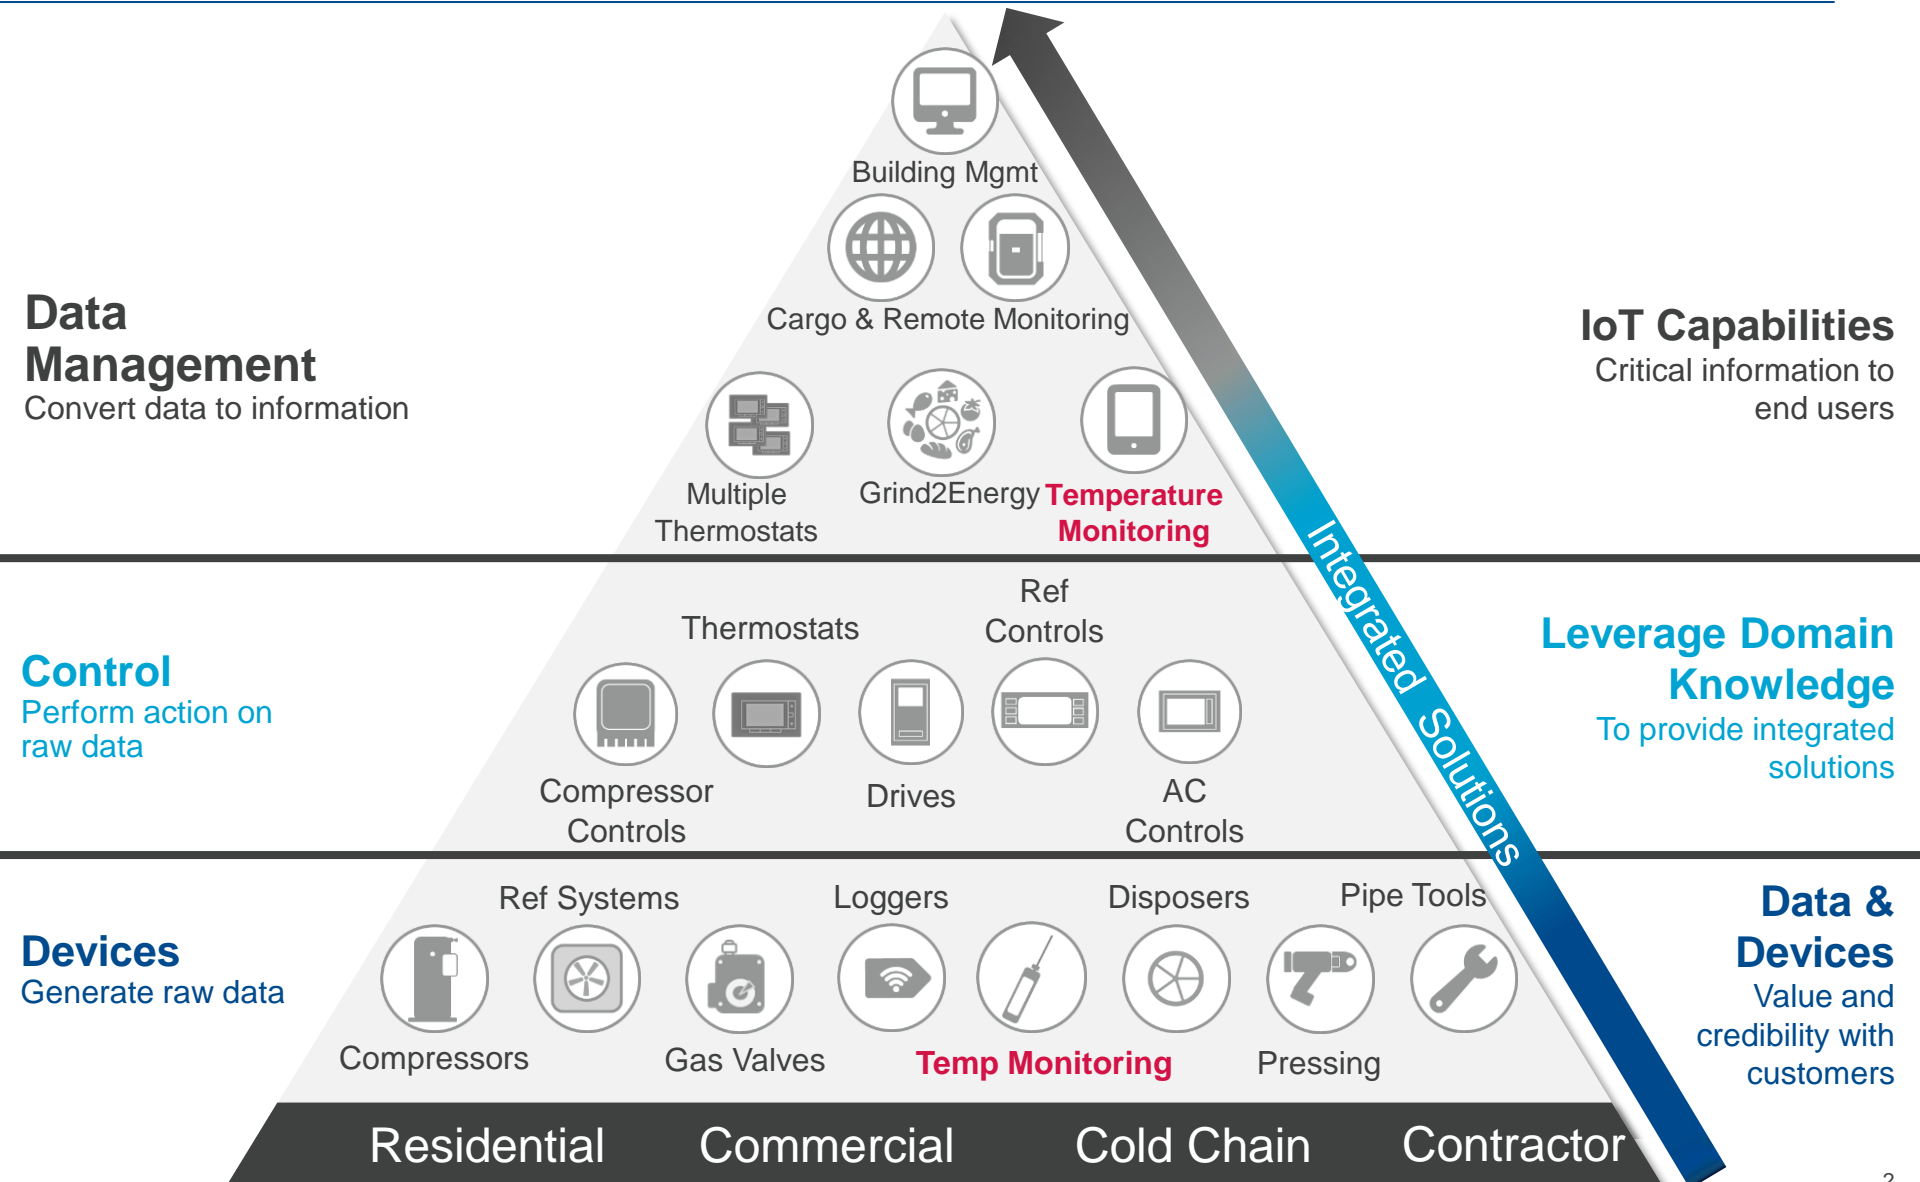 Building Mgmt
Cargo & Remote Monitoring
Data
Management
Convert data to information
IoT Capabilities
Critical information to
end users
Multiple
Thermostats
Grind2Energy
Temperature
Monitoring
Integrated Solutions
Control
Perform action on
raw data
Thermostats
Ref
Controls
Compressor
Controls
Drives
AC
Controls
Leverage Domain
Knowledge
To provide integrated
solutions
Devices
Generate raw data
Ref Systems
Loggers
Disposers
Pipe Tools
Compressors
Gas Valves
Temp Monitoring
Pressing
Data &
Devices
Value and
credibility with
customers
Residential
Commercial
Cold Chain
Contractor
2